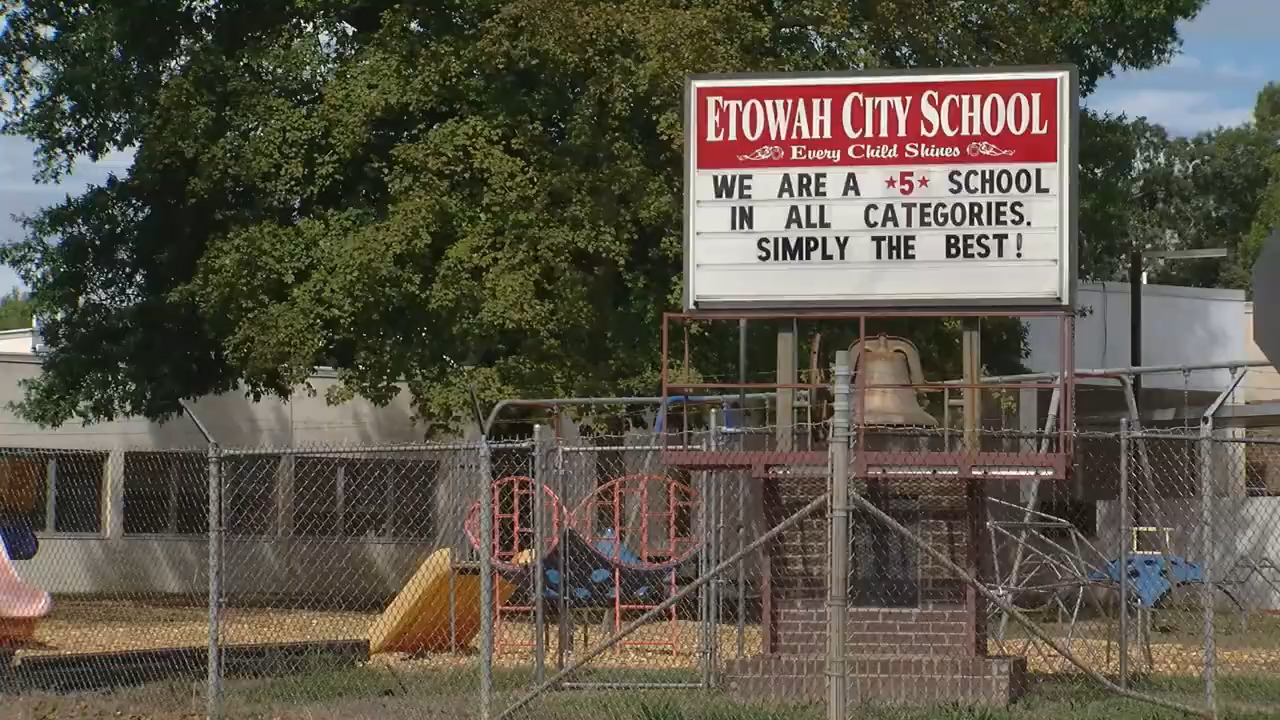 ETOWAH CITY SCHOOL
Every Child Shines
WE ARE A ★5★ SCHOOL
IN ALL CATEGORIES.
SIMPLY THE BEST!